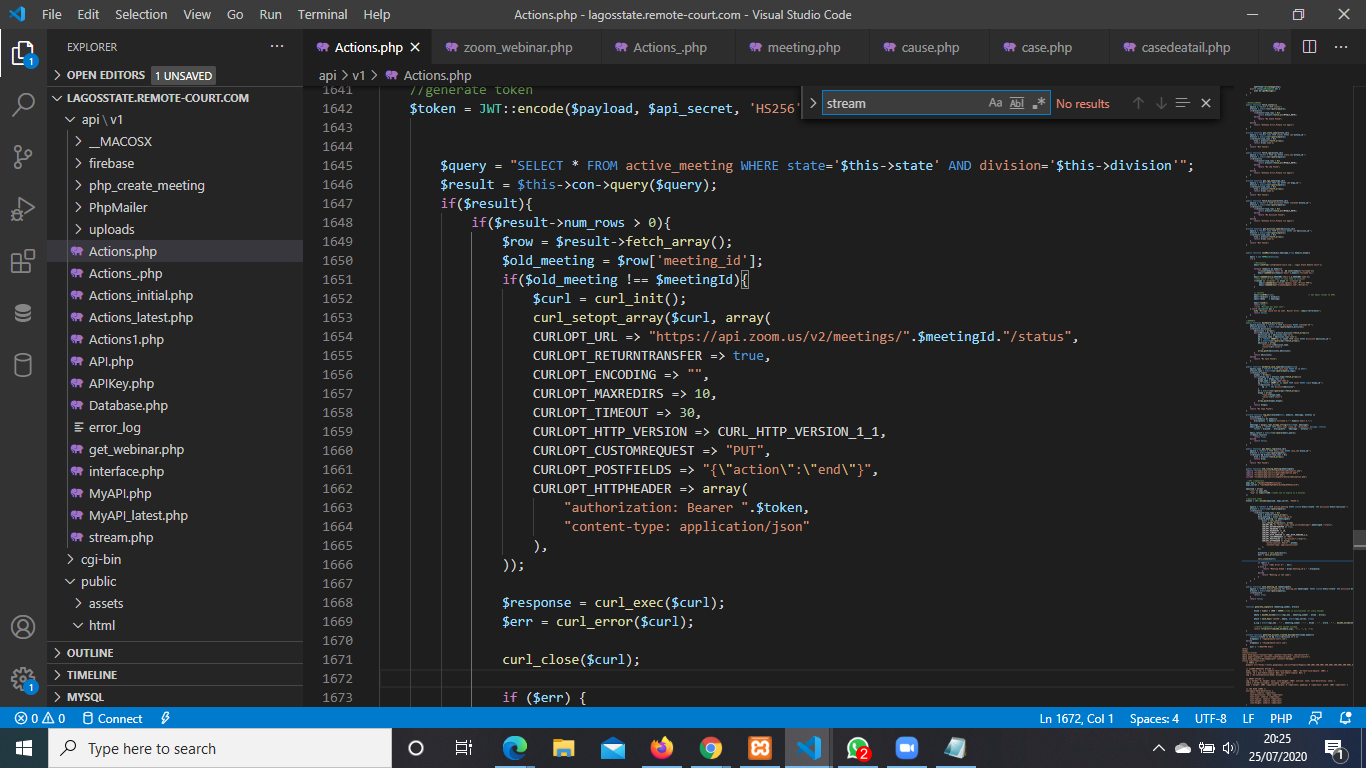 File Edit Selection View Go Run Terminal Help
Actions.php - lagosstate.remote-court.com - Visual Studio Code
EXPLORER
OPEN EDITORS 1 UNSAVED
LAGOSSTATE.REMOTE-COURT.COM
api \ v1
__MACOSX
firebase
php_create_meeting
PhpMailer
uploads
Actions.php
Actions_.php
Actions_initial.php
Actions_latest.php
Actions1.php
API.php
APIKey.php
Database.php
error_log
get_webinar.php
interface.php
MyAPI.php
MyAPI_latest.php
stream.php
cgi-bin
public
assets
html
OUTLINE
TIMELINE
MYSQL
1
1
Actions.php zoom_webinar.php Actions_.php meeting.php cause.php case.php casedeatail.php
api > v1 > Actions.php
stream Aa Abl .* No results
1641 //generate token
1642 $token = JWT::encode($payload, $api_secret, 'HS256'
1643
1644
1645 $query = "SELECT * FROM active_meeting WHERE state='$this->state' AND division='$this->division'";
1646 $result = $this->con->query($query);
1647 if($result){
1648 if($result->num_rows > 0){
1649 $row = $result->fetch_array();
1650 $old_meeting = $row['meeting_id'];
1651 if($old_meeting !== $meetingId){
1652 $curl = curl_init();
1653 curl_setopt_array($curl, array(
1654 CURLOPT_URL => "https://api.zoom.us/v2/meetings/".$meetingId."/status",
1655 CURLOPT_RETURNTRANSFER => true,
1656 CURLOPT_ENCODING => "",
1657 CURLOPT_MAXREDIRS => 10,
1658 CURLOPT_TIMEOUT => 30,
1659 CURLOPT_HTTP_VERSION => CURL_HTTP_VERSION_1_1,
1660 CURLOPT_CUSTOMREQUEST => "PUT",
1661 CURLOPT_POSTFIELDS => "{\"action\":\"end\"}",
1662 CURLOPT_HTTPHEADER => array(
1663 "authorization: Bearer ".$token,
1664 "content-type: application/json"
1665 ),
1666 ));
1667
1668 $response = curl_exec($curl);
1669 $err = curl_error($curl);
1670
1671 curl_close($curl);
1672
1673 if ($err) {
0 0 Connect
Ln 1672, Col 1 Spaces: 4 UTF-8 LF PHP
Type here to search
2
20:25
25/07/2020
1